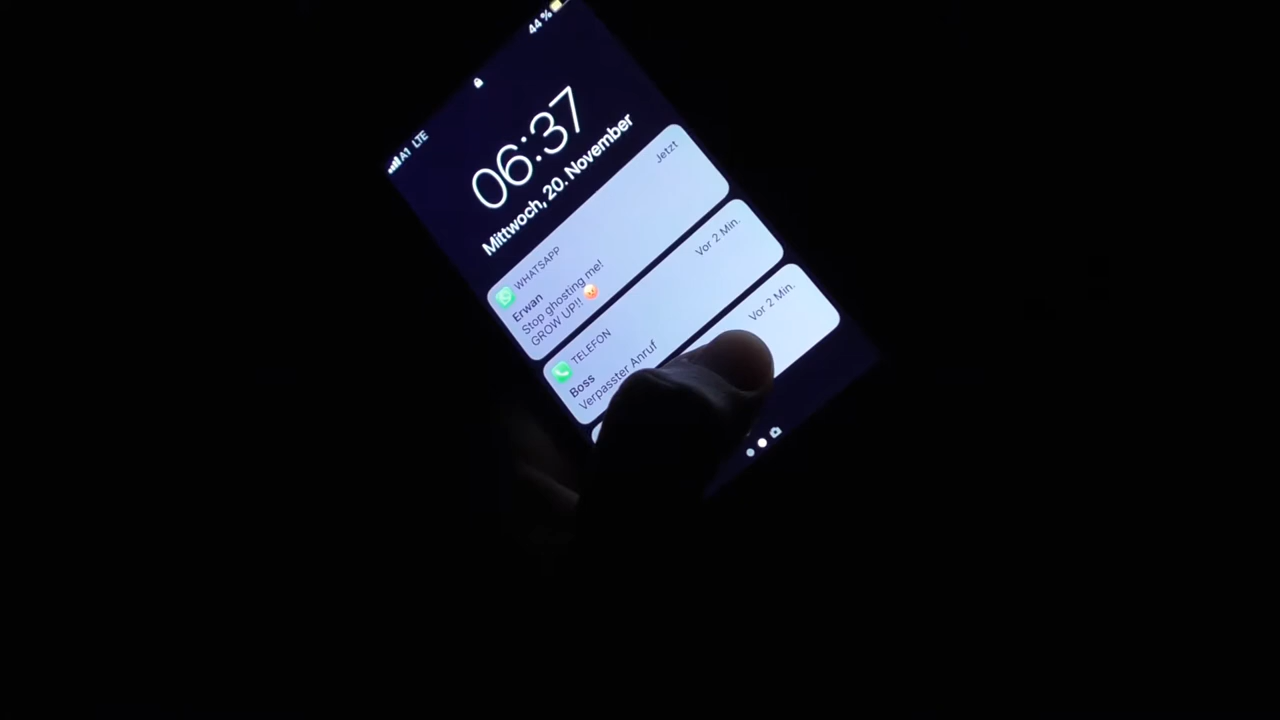 A1 LTE
44 %
06:37
Mittwoch, 20. November
WHATSAPP
Jetzt
Erwan
Stop ghosting me!
GROW UP!! 😡
TELEFON
Vor 2 Min.
Boss
Verpasster Anruf
Vor 2 Min.